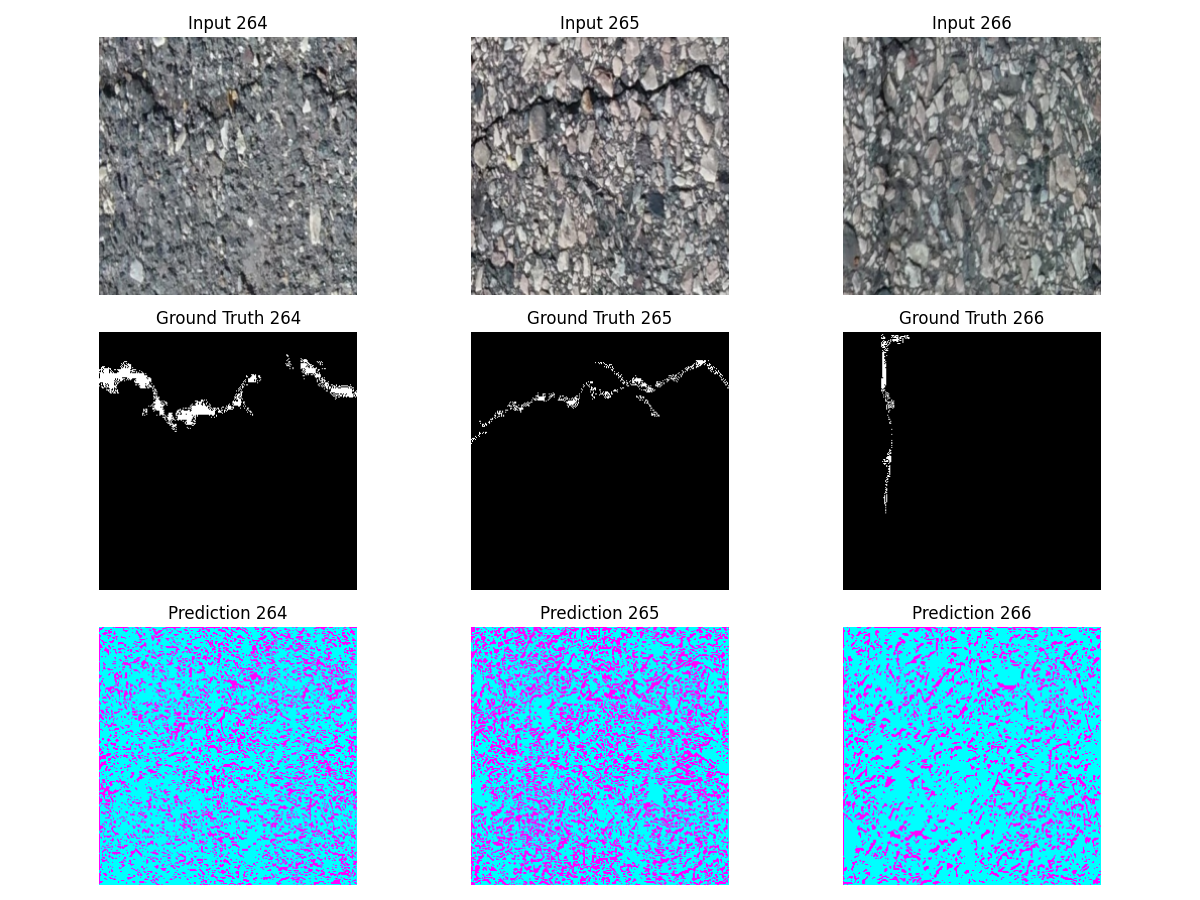 Input 264
Input 265
Input 266
Ground Truth 264
Ground Truth 265
Ground Truth 266
Prediction 264
Prediction 265
Prediction 266